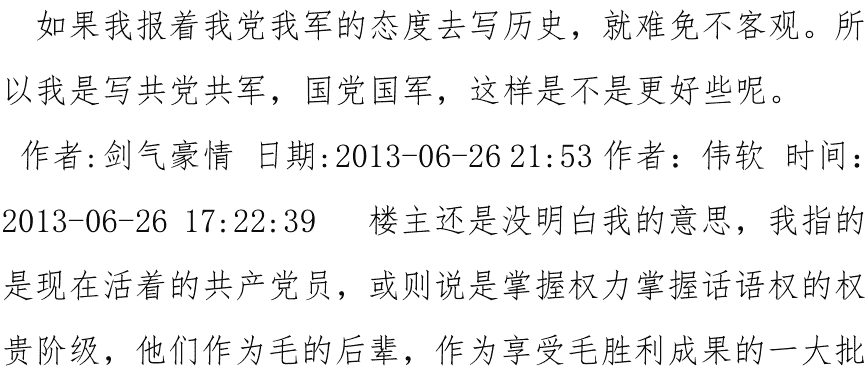 如果我报着我党我军的态度去写历史，就难免不客观。所
以我是写共党共军，国党国军，这样是不是更好些呢。
作者:剑气豪情 日期:2013-06-26 21:53 作者：伟软 时间：
2013-06-26 17:22:39 楼主还是没明白我的意思，我指的
是现在活着的共产党员，或则说是掌握权力掌握话语权的权
贵阶级，他们作为毛的后辈，作为享受毛胜利成果的一大批